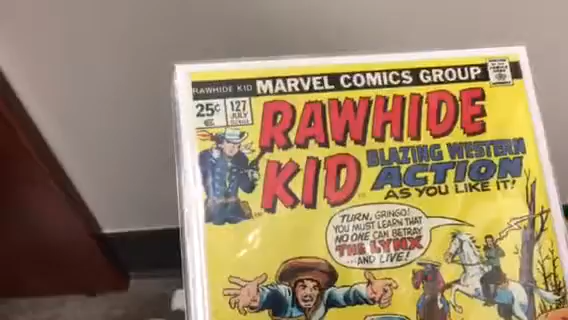 RAWHIDE KID MARVEL COMICS GROUP
25¢
127
JULY
RAWHIDE
KID
BLAZING WESTERN
ACTION
AS YOU LIKE IT!
TURN, GRINGO!
YOU MUST LEARN THAT
NO ONE CAN BETRAY
THE LYNX
...AND LIVE!